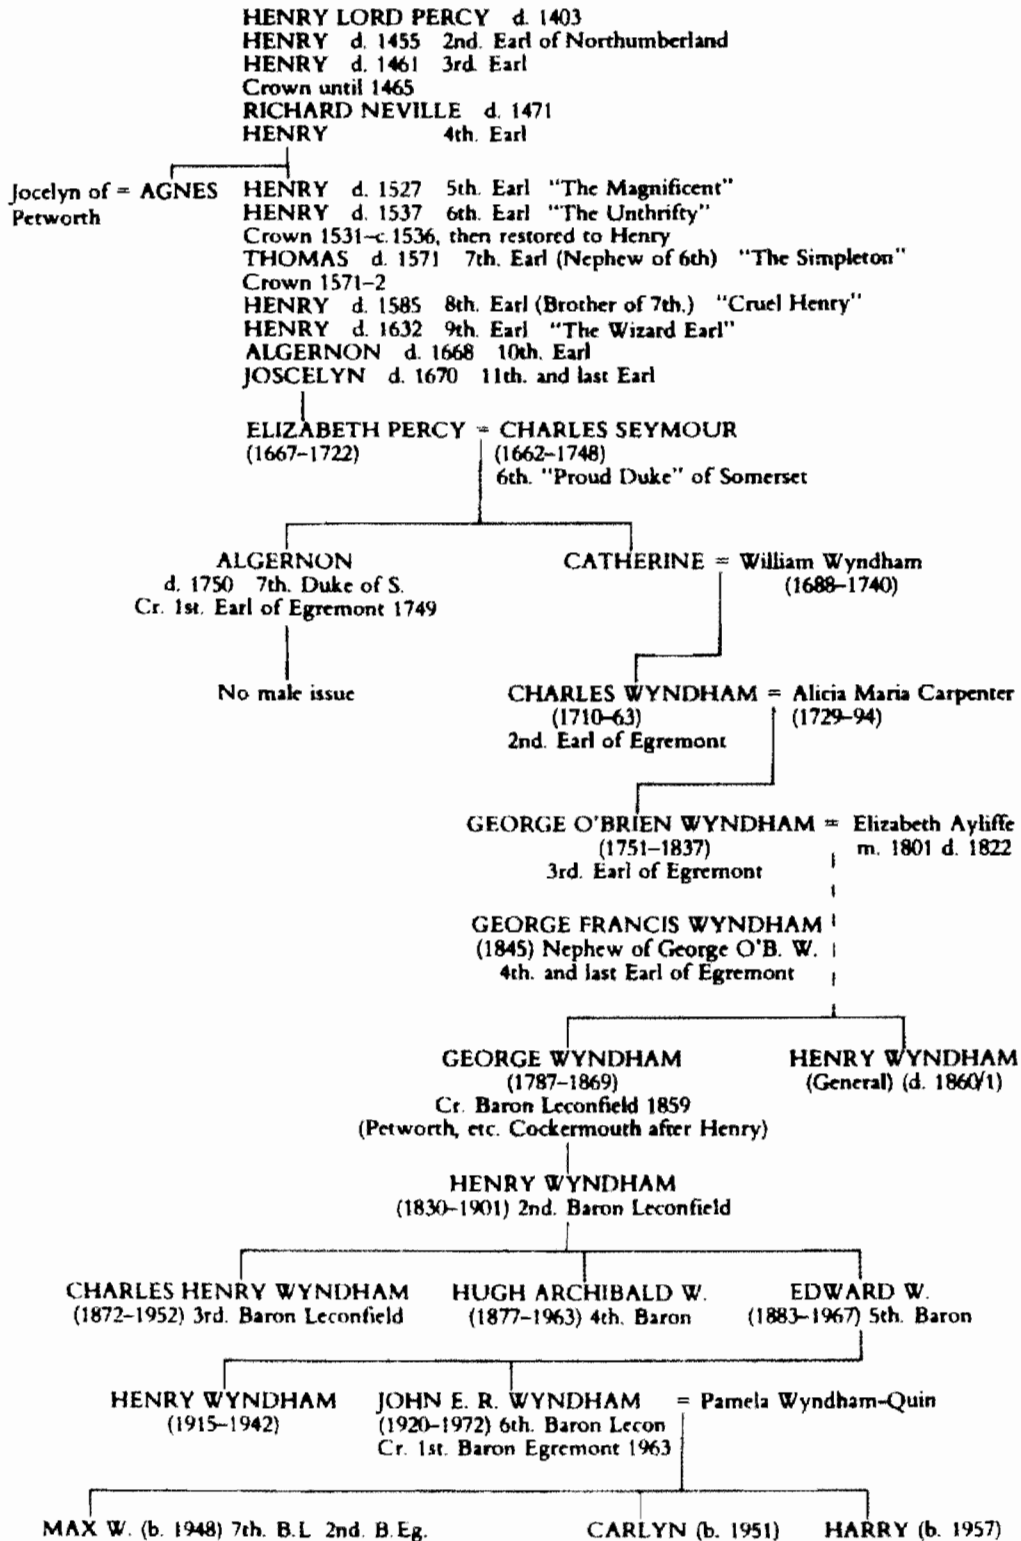 HENRY LORD PERCY d. 1403
HENRY d. 1455 2nd. Earl of Northumberland
HENRY d. 1461 3rd. Earl
Crown until 1465
RICHARD NEVILLE d. 1471
HENRY 4th. Earl
Jocelyn of = AGNES
Petworth
HENRY d. 1527 5th. Earl "The Magnificent"
HENRY d. 1537 6th. Earl "The Unthrifty"
Crown 1531–c. 1536, then restored to Henry
THOMAS d. 1571 7th. Earl (Nephew of 6th) "The Simpleton"
Crown 1571–2
HENRY d. 1585 8th. Earl (Brother of 7th.) "Cruel Henry"
HENRY d. 1632 9th. Earl "The Wizard Earl"
ALGERNON d. 1668 10th. Earl
JOSCELYN d. 1670 11th. and last Earl
ELIZABETH PERCY = CHARLES SEYMOUR
(1667–1722) (1662–1748)
6th. "Proud Duke" of Somerset
ALGERNON
d. 1750 7th. Duke of S.
Cr. 1st. Earl of Egremont 1749
No male issue
CATHERINE = William Wyndham
(1688–1740)
CHARLES WYNDHAM = Alicia Maria Carpenter
(1710–63) (1729–94)
2nd. Earl of Egremont
GEORGE O'BRIEN WYNDHAM = Elizabeth Ayliffe
(1751–1837) m. 1801 d. 1822
3rd. Earl of Egremont
GEORGE FRANCIS WYNDHAM
(1845) Nephew of George O'B. W.
4th. and last Earl of Egremont
GEORGE WYNDHAM
(1787–1869)
Cr. Baron Leconfield 1859
(Petworth, etc. Cockermouth after Henry)
HENRY WYNDHAM
(General) (d. 1860/1)
HENRY WYNDHAM
(1830–1901) 2nd. Baron Leconfield
CHARLES HENRY WYNDHAM
(1872–1952) 3rd. Baron Leconfield
HUGH ARCHIBALD W.
(1877–1963) 4th. Baron
EDWARD W.
(1883–1967) 5th. Baron
HENRY WYNDHAM
(1915–1942)
JOHN E. R. WYNDHAM = Pamela Wyndham-Quin
(1920–1972) 6th. Baron Lecon
Cr. 1st. Baron Egremont 1963
MAX W. (b. 1948) 7th. B.L 2nd. B.Eg.
CARLYN (b. 1951)
HARRY (b. 1957)